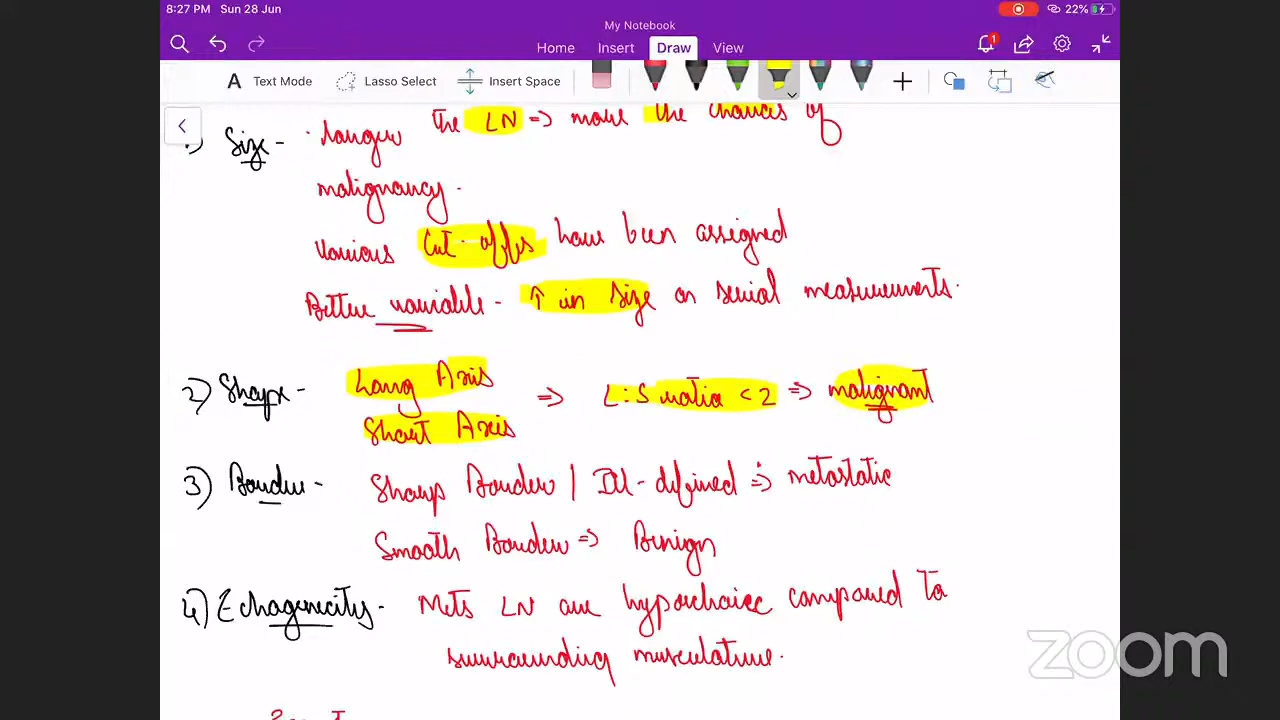 8:27 PM Sun 28 Jun
22%
My Notebook
Home Insert Draw View
1
A Text Mode Lasso Select Insert Space
1) Size - Larger the LN => more the chances of
malignancy.
various cut-offs have been assigned
Better variable - ↑ in size on serial measurements.
2) Shape - Long Axis
Short Axis => L:S ratio < 2 => malignant
3) Border - Sharp Border / Ill-defined => metastatic
Smooth Border => Benign
4) Echogenicity - Mets LN are hypoechoic compared to
surrounding musculature.
zoom